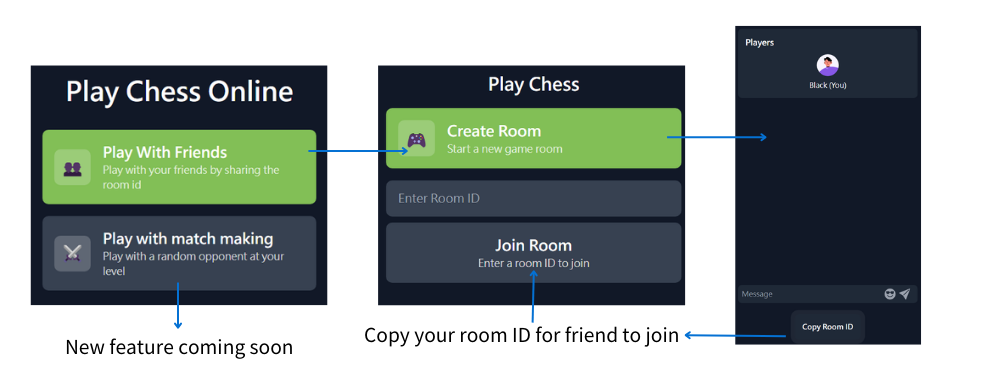 Play Chess Online
Play With Friends
Play with your friends by sharing the
room id
Play with match making
Play with a random opponent at your
level
New feature coming soon
Play Chess
Create Room
Start a new game room
Enter Room ID
Join Room
Enter a room ID to join
Copy your room ID for friend to join
Players
Black (You)
Message
Copy Room ID